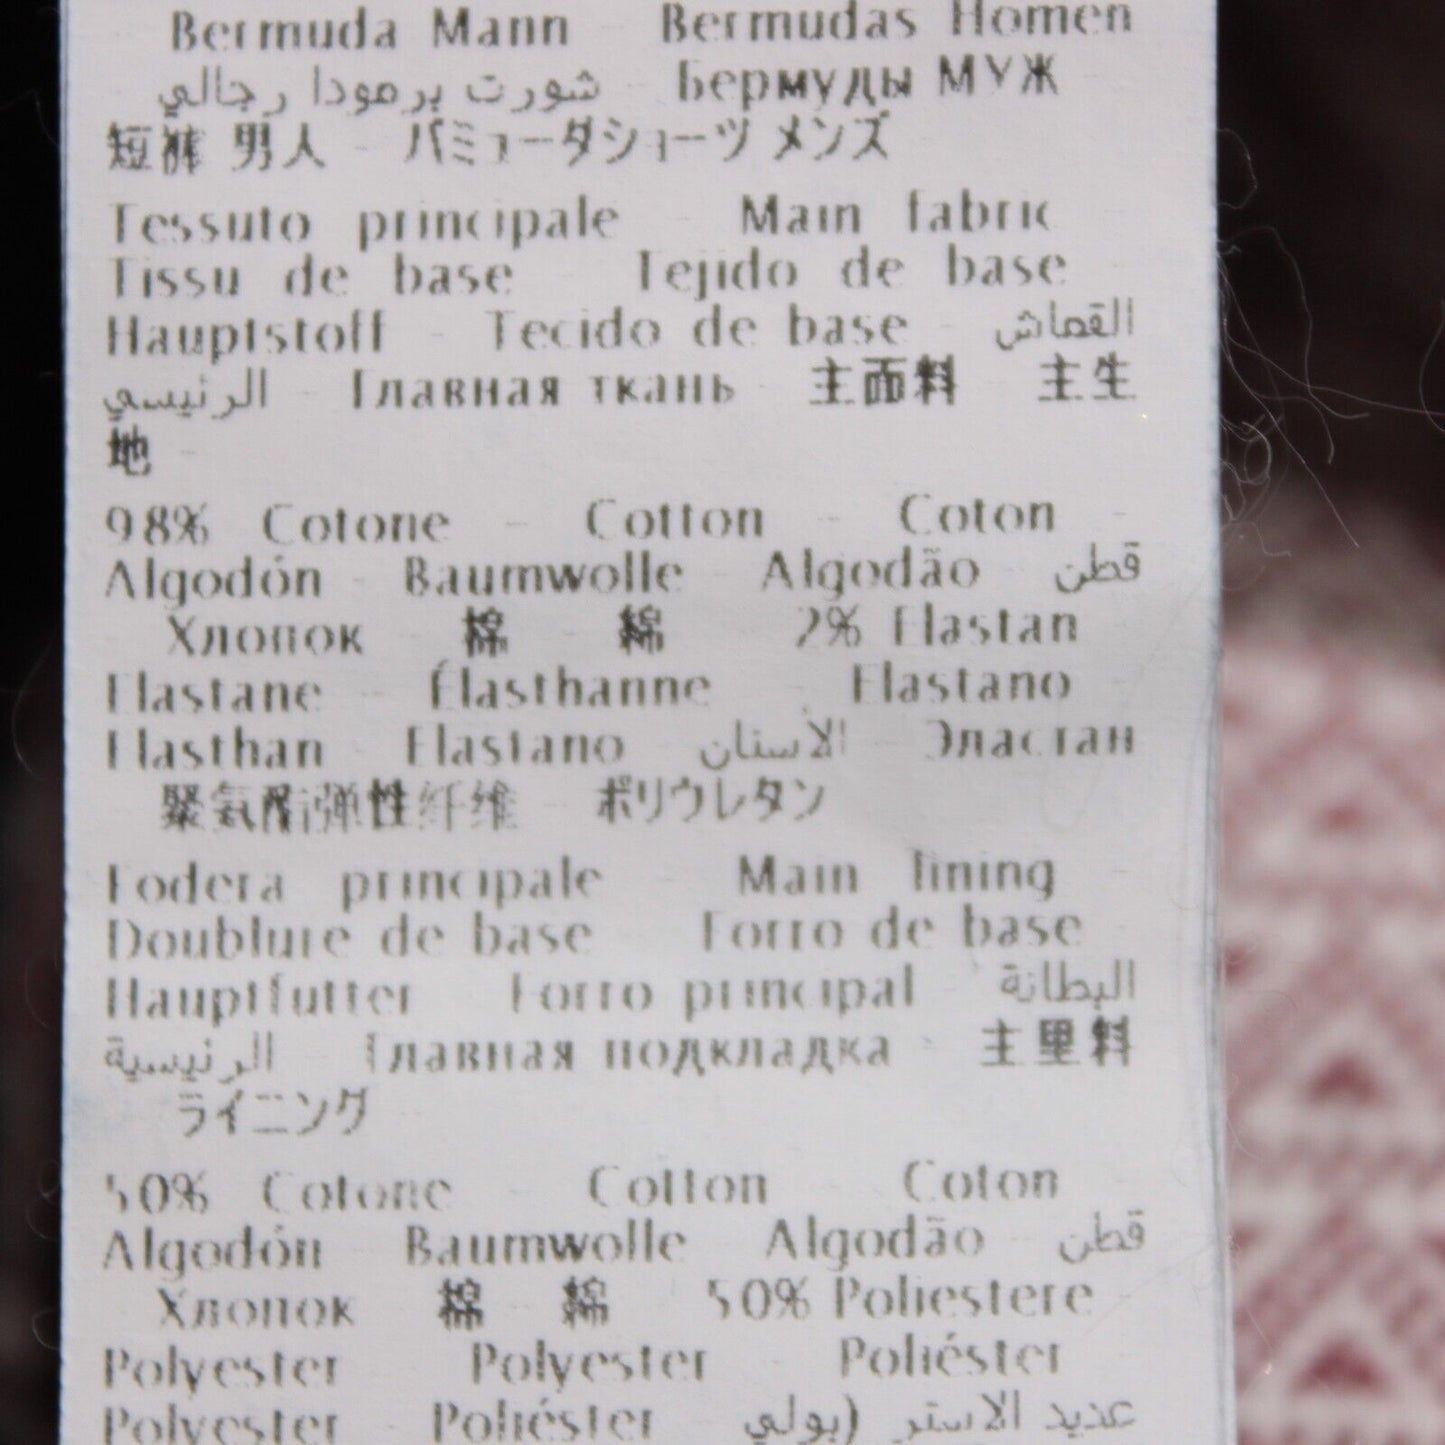 Bermuda Mann - Bermudas Homen
شورت برمودا رجالي - Бермуды МУЖ
短裤 男人 - バミューダショーツ メンズ
Tessuto principale - Main fabric
Tissu de base - Tejido de base -
Hauptstoff - Tecido de base - القماش
الرئيسي - Главная ткань - 主面料 - 主生
地 -
98% Cotone - Cotton - Coton -
Algodón - Baumwolle - Algodão - قطن
- Хлопок - 棉 - 綿 2% Elastan
Elastane - Élasthanne - Elastano -
Elasthan - Elastano - الاستان - Эластан
- 聚氨酯弹性纤维 - ポリウレタン
Fodera principale - Main lining
Doublure de base - Forro de base -
Hauptfutter - Forro principal - البطانة
الرئيسية - Главная подкладка - 主里料
- ライニング
50% Cotone - Cotton - Coton
Algodón - Baumwolle - Algodão - قطن
- Хлопок - 棉 - 綿 50% Poliestere -
Polyester - Polyester - Poliéster
Polyester - Poliéster - عديد الاستر (بولي